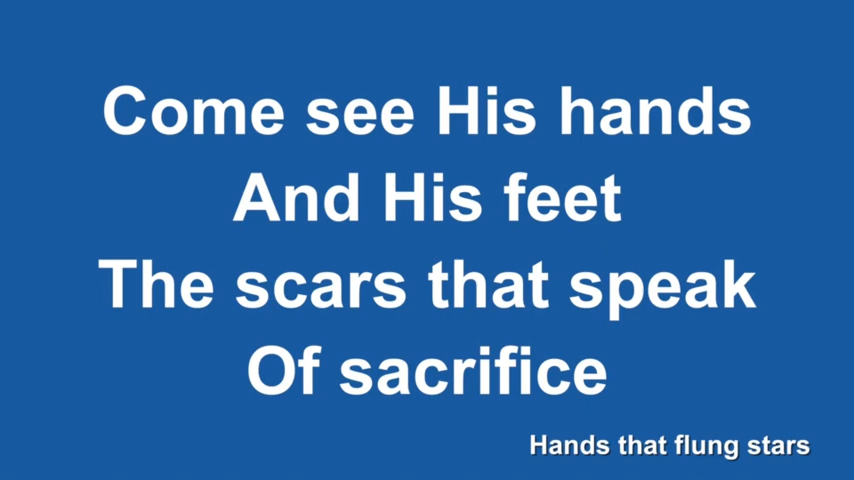 Come see His hands
And His feet
The scars that speak
Of sacrifice
Hands that flung stars